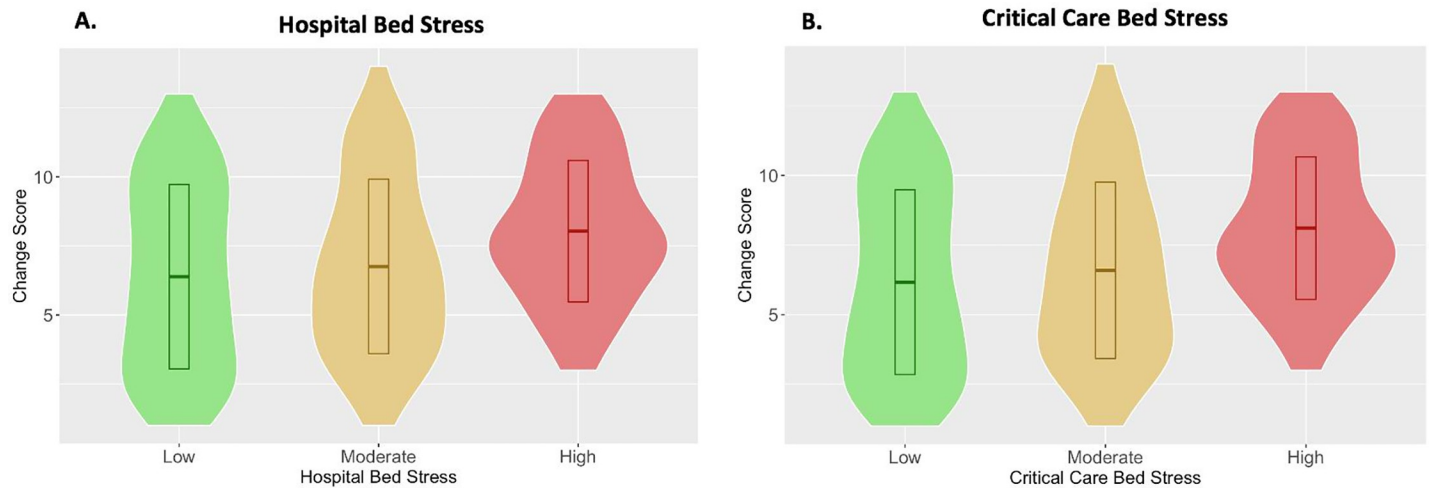 A.
Hospital Bed Stress
Change Score
10
5
Low Moderate High
Hospital Bed Stress
B.
Critical Care Bed Stress
Change Score
10
5
Low Moderate High
Critical Care Bed Stress